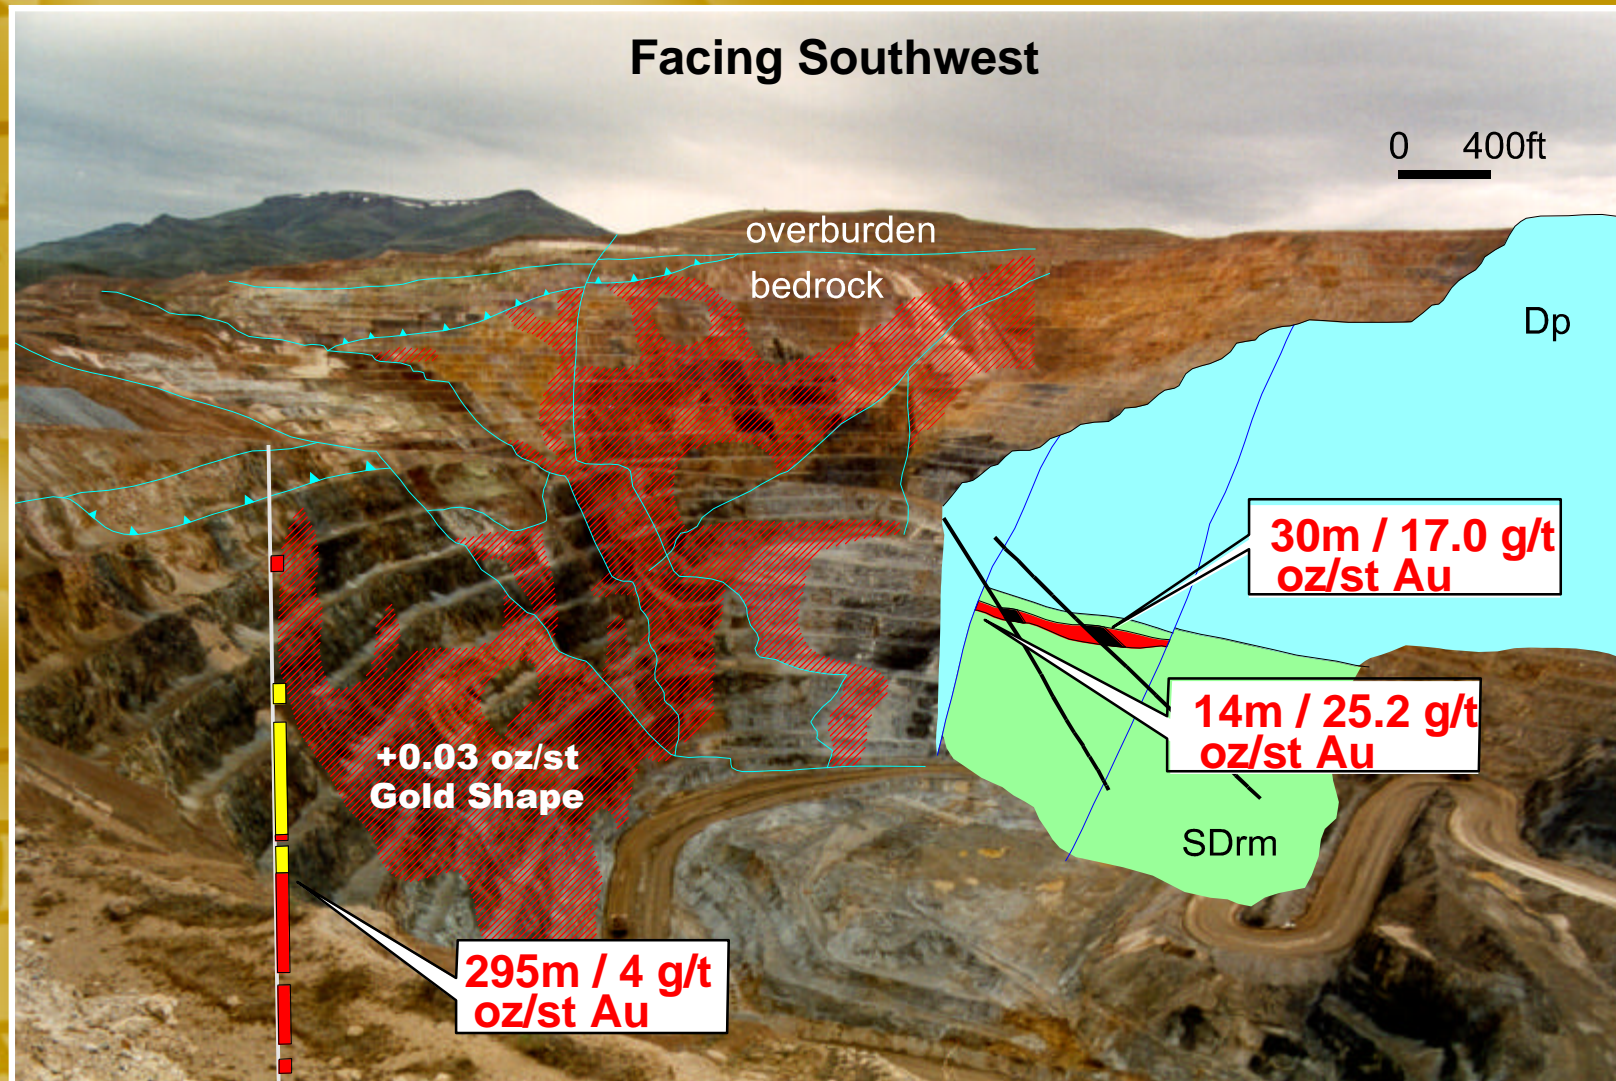 Facing Southwest
0 400ft
overburden
bedrock
Dp
30m / 17.0 g/t
oz/st Au
14m / 25.2 g/t
oz/st Au
+0.03 oz/st
Gold Shape
SDrm
295m / 4 g/t
oz/st Au